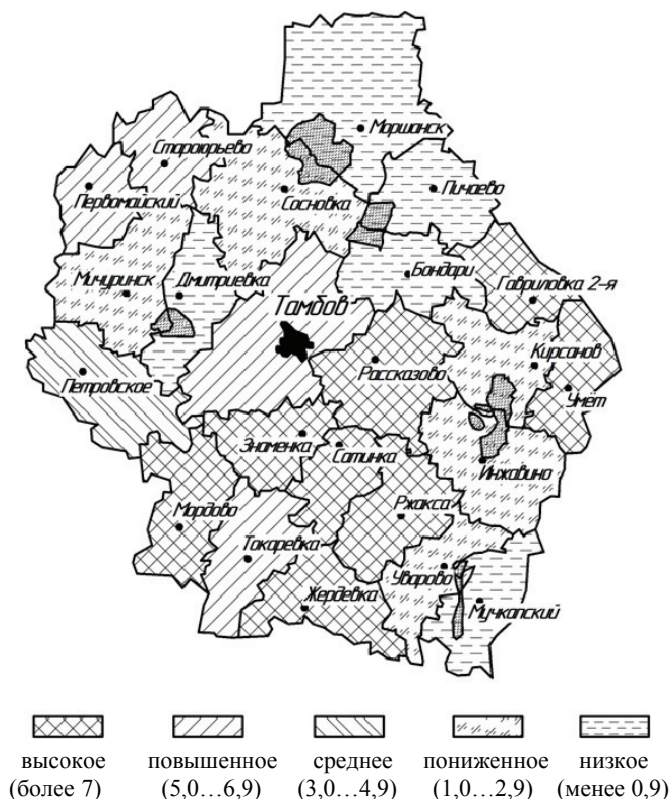 Моршанск
Староюрьево
Пичаево
Первомайский
Сосновка
Бондари
Гавриловка 2-я
Мичуринск
Дмитриевка
Тамбов
Кирсанов
Рассказово
Петровское
Умёт
Знаменка
Сатинка
Инжавино
Ржакса
Мордово
Токаревка
Уварово
Жердевка
Мучкапский
высокое повышенное среднее пониженное низкое
(более 7) (5,0…6,9) (3,0…4,9) (1,0…2,9) (менее 0,9)